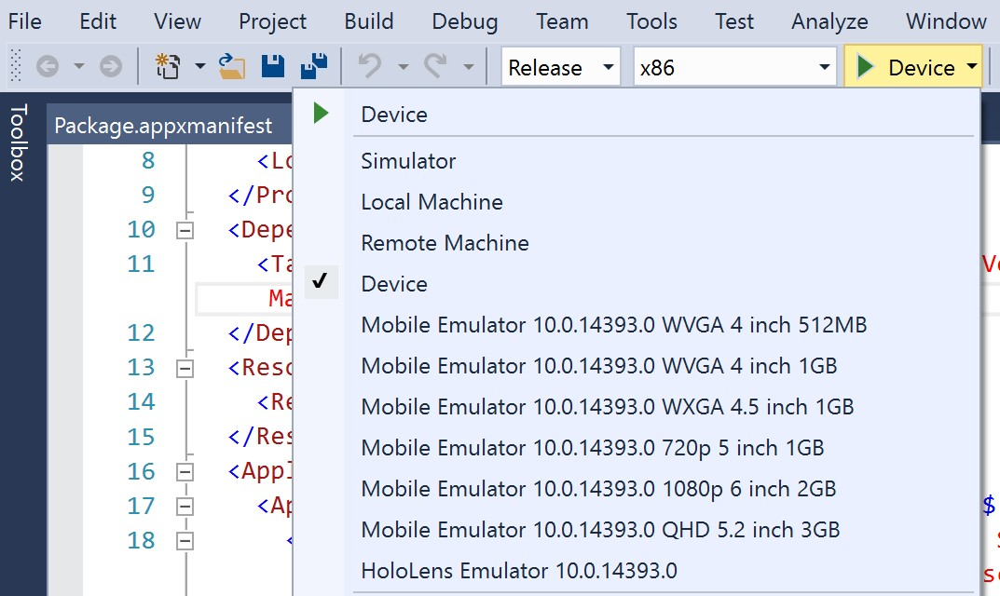 File Edit View Project Build Debug Team Tools Test Analyze Window
Release x86 Device
Toolbox
Package.appxmanifest
Device
Simulator
Local Machine
Remote Machine
Device
Mobile Emulator 10.0.14393.0 WVGA 4 inch 512MB
Mobile Emulator 10.0.14393.0 WVGA 4 inch 1GB
Mobile Emulator 10.0.14393.0 WXGA 4.5 inch 1GB
Mobile Emulator 10.0.14393.0 720p 5 inch 1GB
Mobile Emulator 10.0.14393.0 1080p 6 inch 2GB
Mobile Emulator 10.0.14393.0 QHD 5.2 inch 3GB
HoloLens Emulator 10.0.14393.0
8 <Lo
9 </Pro
10 <Depe
11 <Ta
Ma
12 </Dep
13 <Reso
14 <Re
15 </Res
16 <Appl
17 <Ap
18 <
$